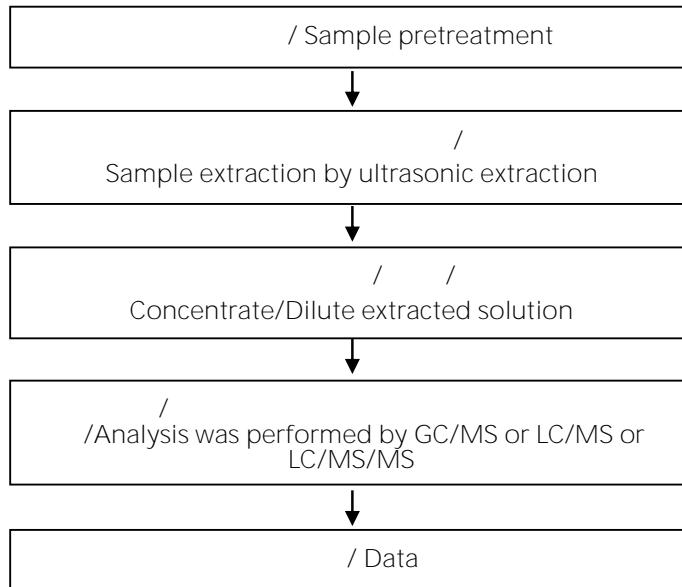 / Sample pretreatment
/
Sample extraction by ultrasonic extraction
/ /
Concentrate/Dilute extracted solution
/
/Analysis was performed by GC/MS or LC/MS or
LC/MS/MS
/ Data